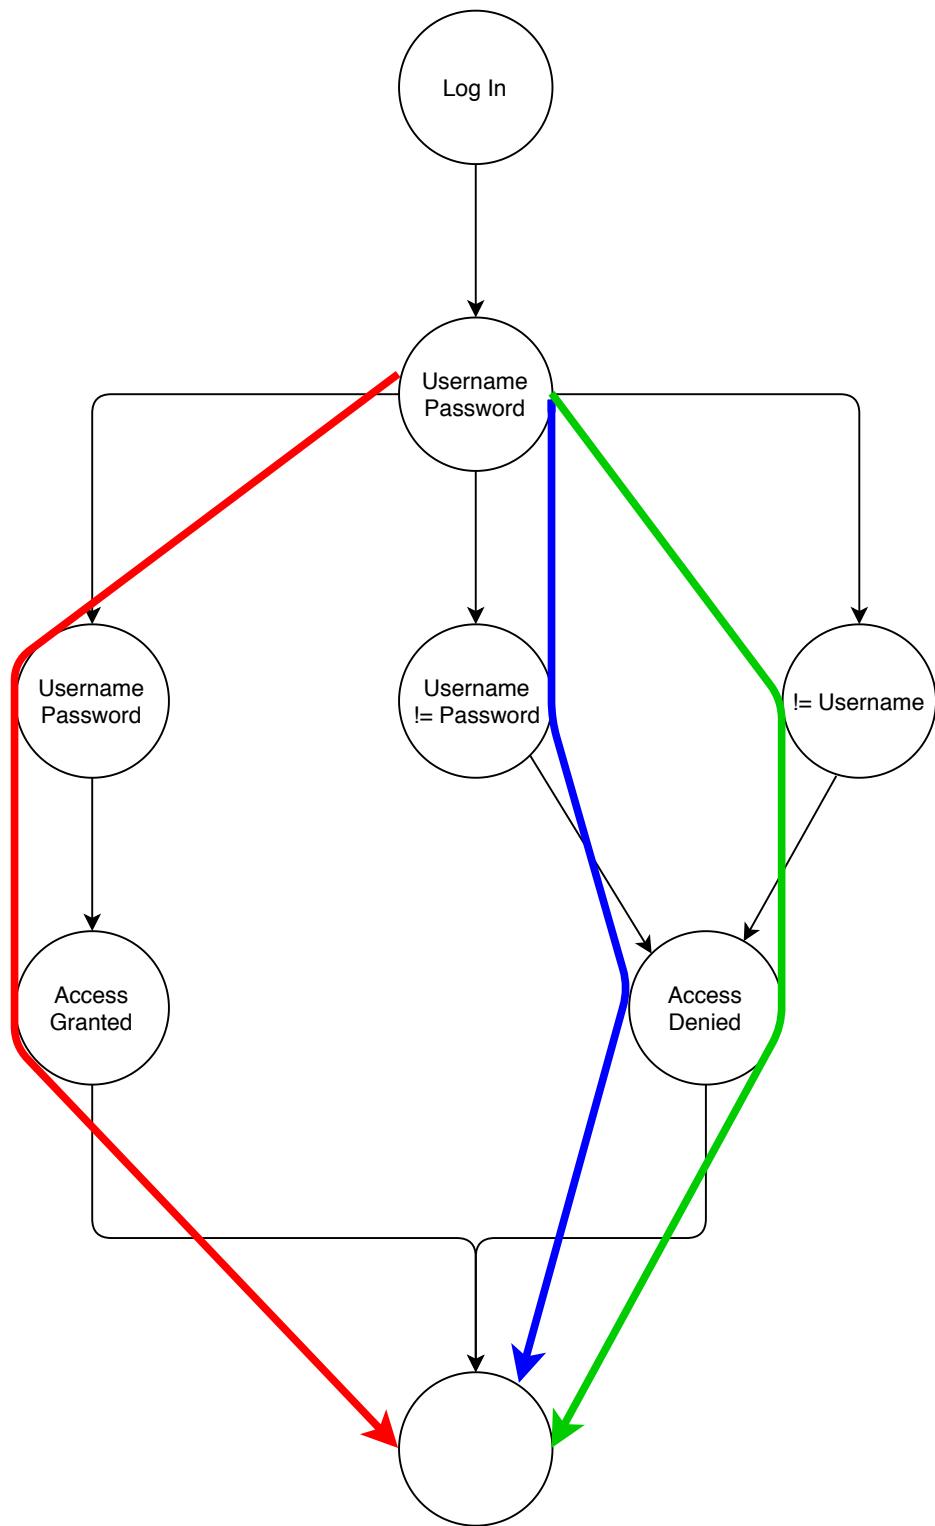 Log In
Username
Password
Username
Password
Username
!= Password
!= Username
Access
Granted
Access
Denied